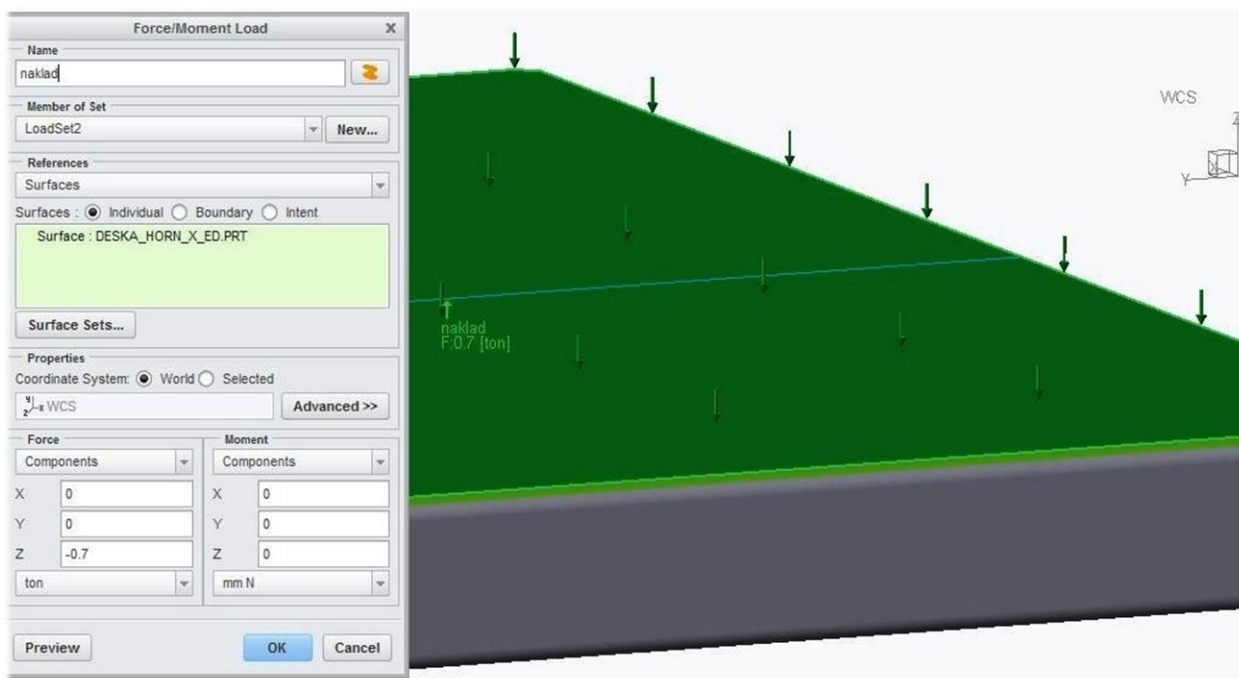 Force/Moment Load
X
Name
naklad
Member of Set
LoadSet2
New...
References
Surfaces
Surfaces : Individual Boundary Intent
Surface : DESKA_HORN_X_ED.PRT
Surface Sets...
Properties
Coordinate System: World Selected
y z x WCS
Advanced >>
Force
Components
X 0
Y 0
Z -0.7
ton
Moment
Components
X 0
Y 0
Z 0
mm N
Preview
OK
Cancel
naklad
F:0.7 [ton]
WCS
Z
X
Y